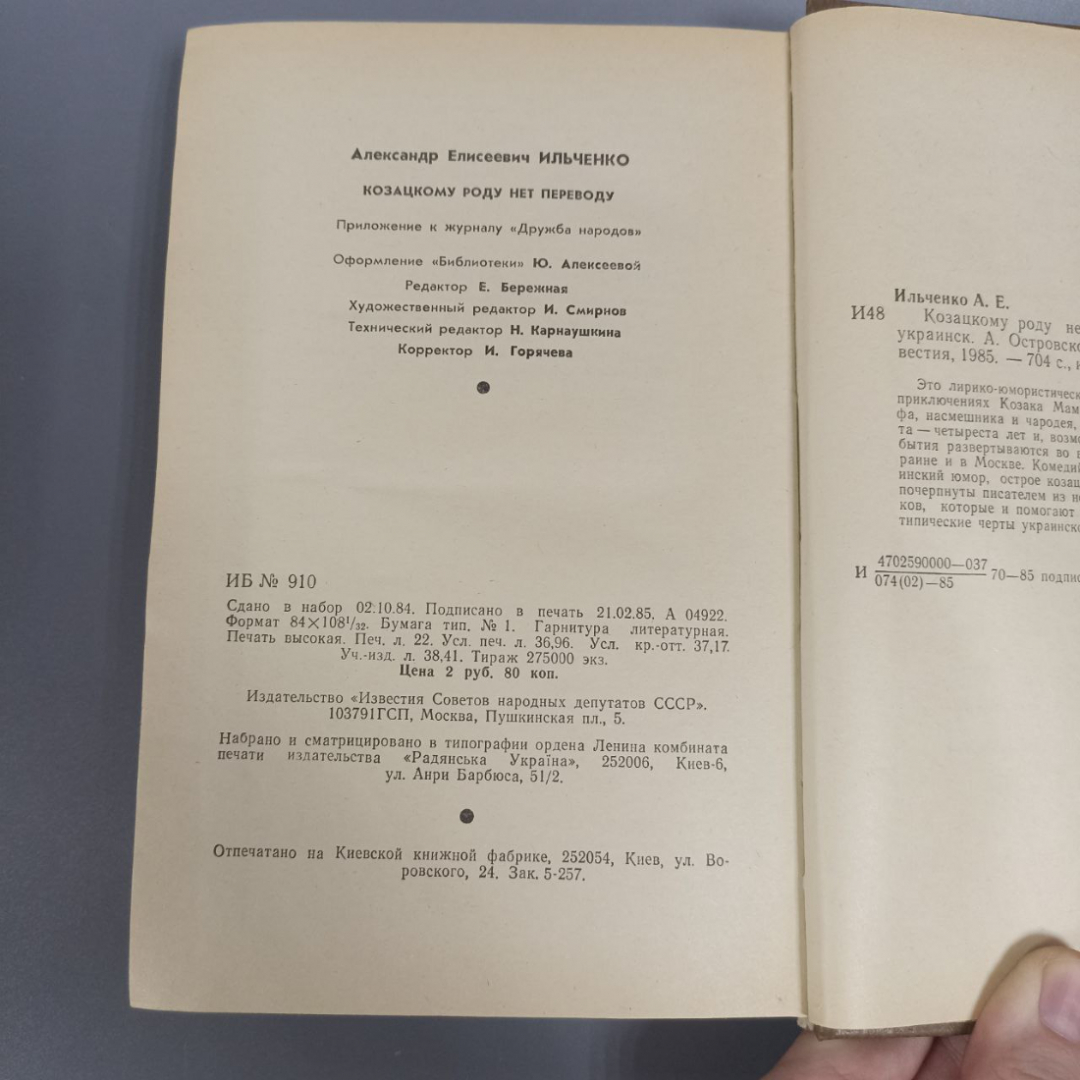 Александр Елисеевич ИЛЬЧЕНКО
КОЗАЦКОМУ РОДУ НЕТ ПЕРЕВОДУ
Приложение к журналу «Дружба народов»
Оформление «Библиотеки» Ю. Алексеевой
Редактор Е. Бережная
Художественный редактор И. Смирнов
Технический редактор Н. Карнаушкина
Корректор И. Горячева
ИБ № 910
Сдано в набор 02.10.84. Подписано в печать 21.02.85. А 04922.
Формат 84×108¹/₃₂. Бумага тип. № 1. Гарнитура литературная.
Печать высокая. Печ. л. 22. Усл. печ. л. 36,96. Усл. кр.-отт. 37,17.
Уч.-изд. л. 38,41. Тираж 275000 экз.
Цена 2 руб. 80 коп.
Издательство «Известия Советов народных депутатов СССР».
103791ГСП, Москва, Пушкинская пл., 5.
Набрано и сматрицировано в типографии ордена Ленина комбината
печати издательства «Радянська Україна», 252006, Киев-6,
ул. Анри Барбюса, 51/2.
Отпечатано на Киевской книжной фабрике, 252054, Киев, ул. Во-
ровского, 24. Зак. 5-257.
Ильченко А. Е.
И48 Козацкому роду не
украинск. А. Островско
вестия, 1985. — 704 с.,
Это лирико-юмористическ
приключениях Козака Мам
фа, насмешника и чародея,
та — четыреста лет и, возмо
бытия развертываются во в
раине и в Москве. Комедий
инский юмор, острое козац
почерпнуты писателем из ис
ков, которые и помогают
типические черты украинско
И 4702590000—037
074(02)—85 70—85 подпис